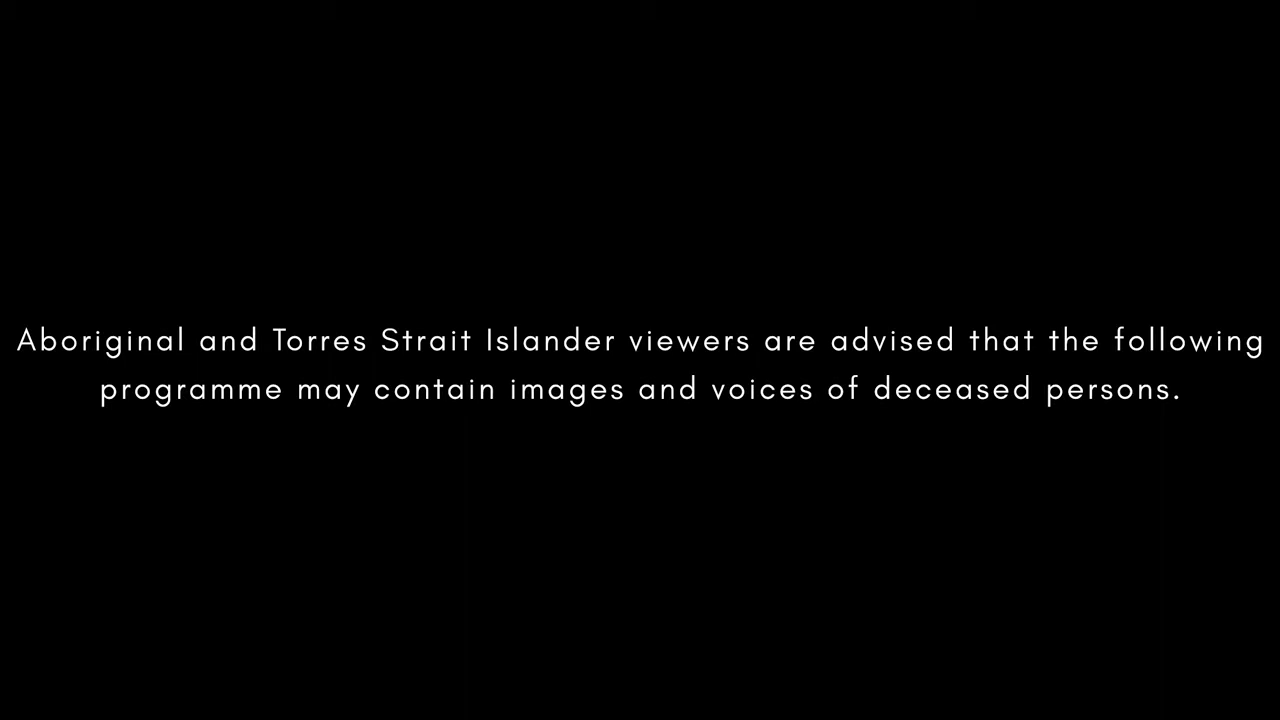 Aboriginal and Torres Strait Islander viewers are advised that the following
programme may contain images and voices of deceased persons.